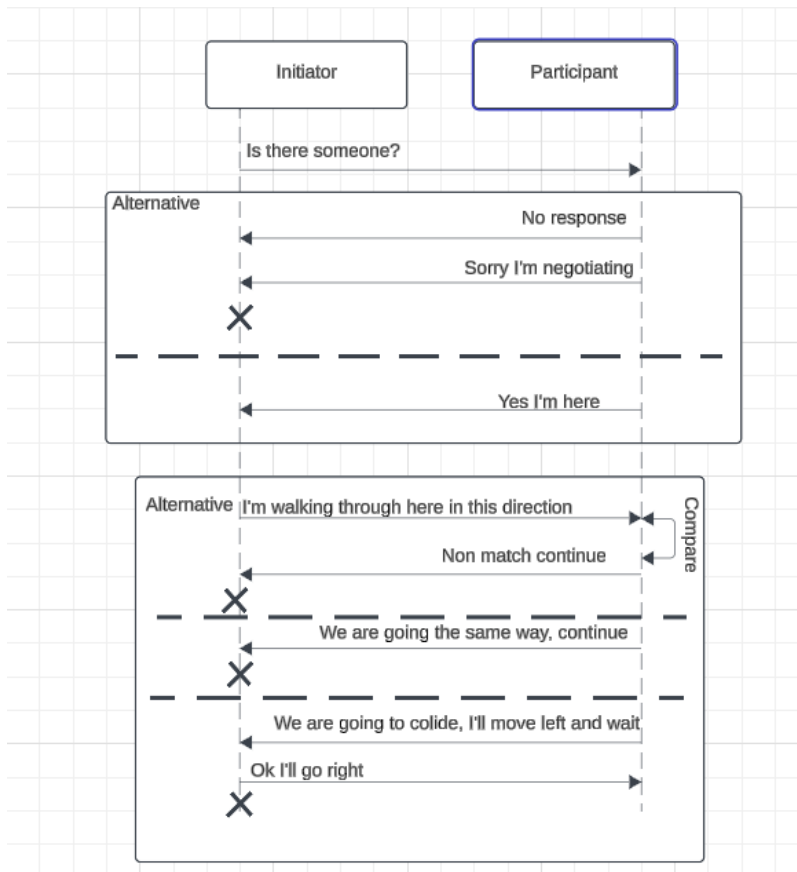 Initiator
Participant
Is there someone?
Alternative
No response
Sorry I'm negotiating
Yes I'm here
Alternative
I'm walking through here in this direction
Compare
Non match continue
We are going the same way, continue
We are going to colide, I'll move left and wait
Ok I'll go right